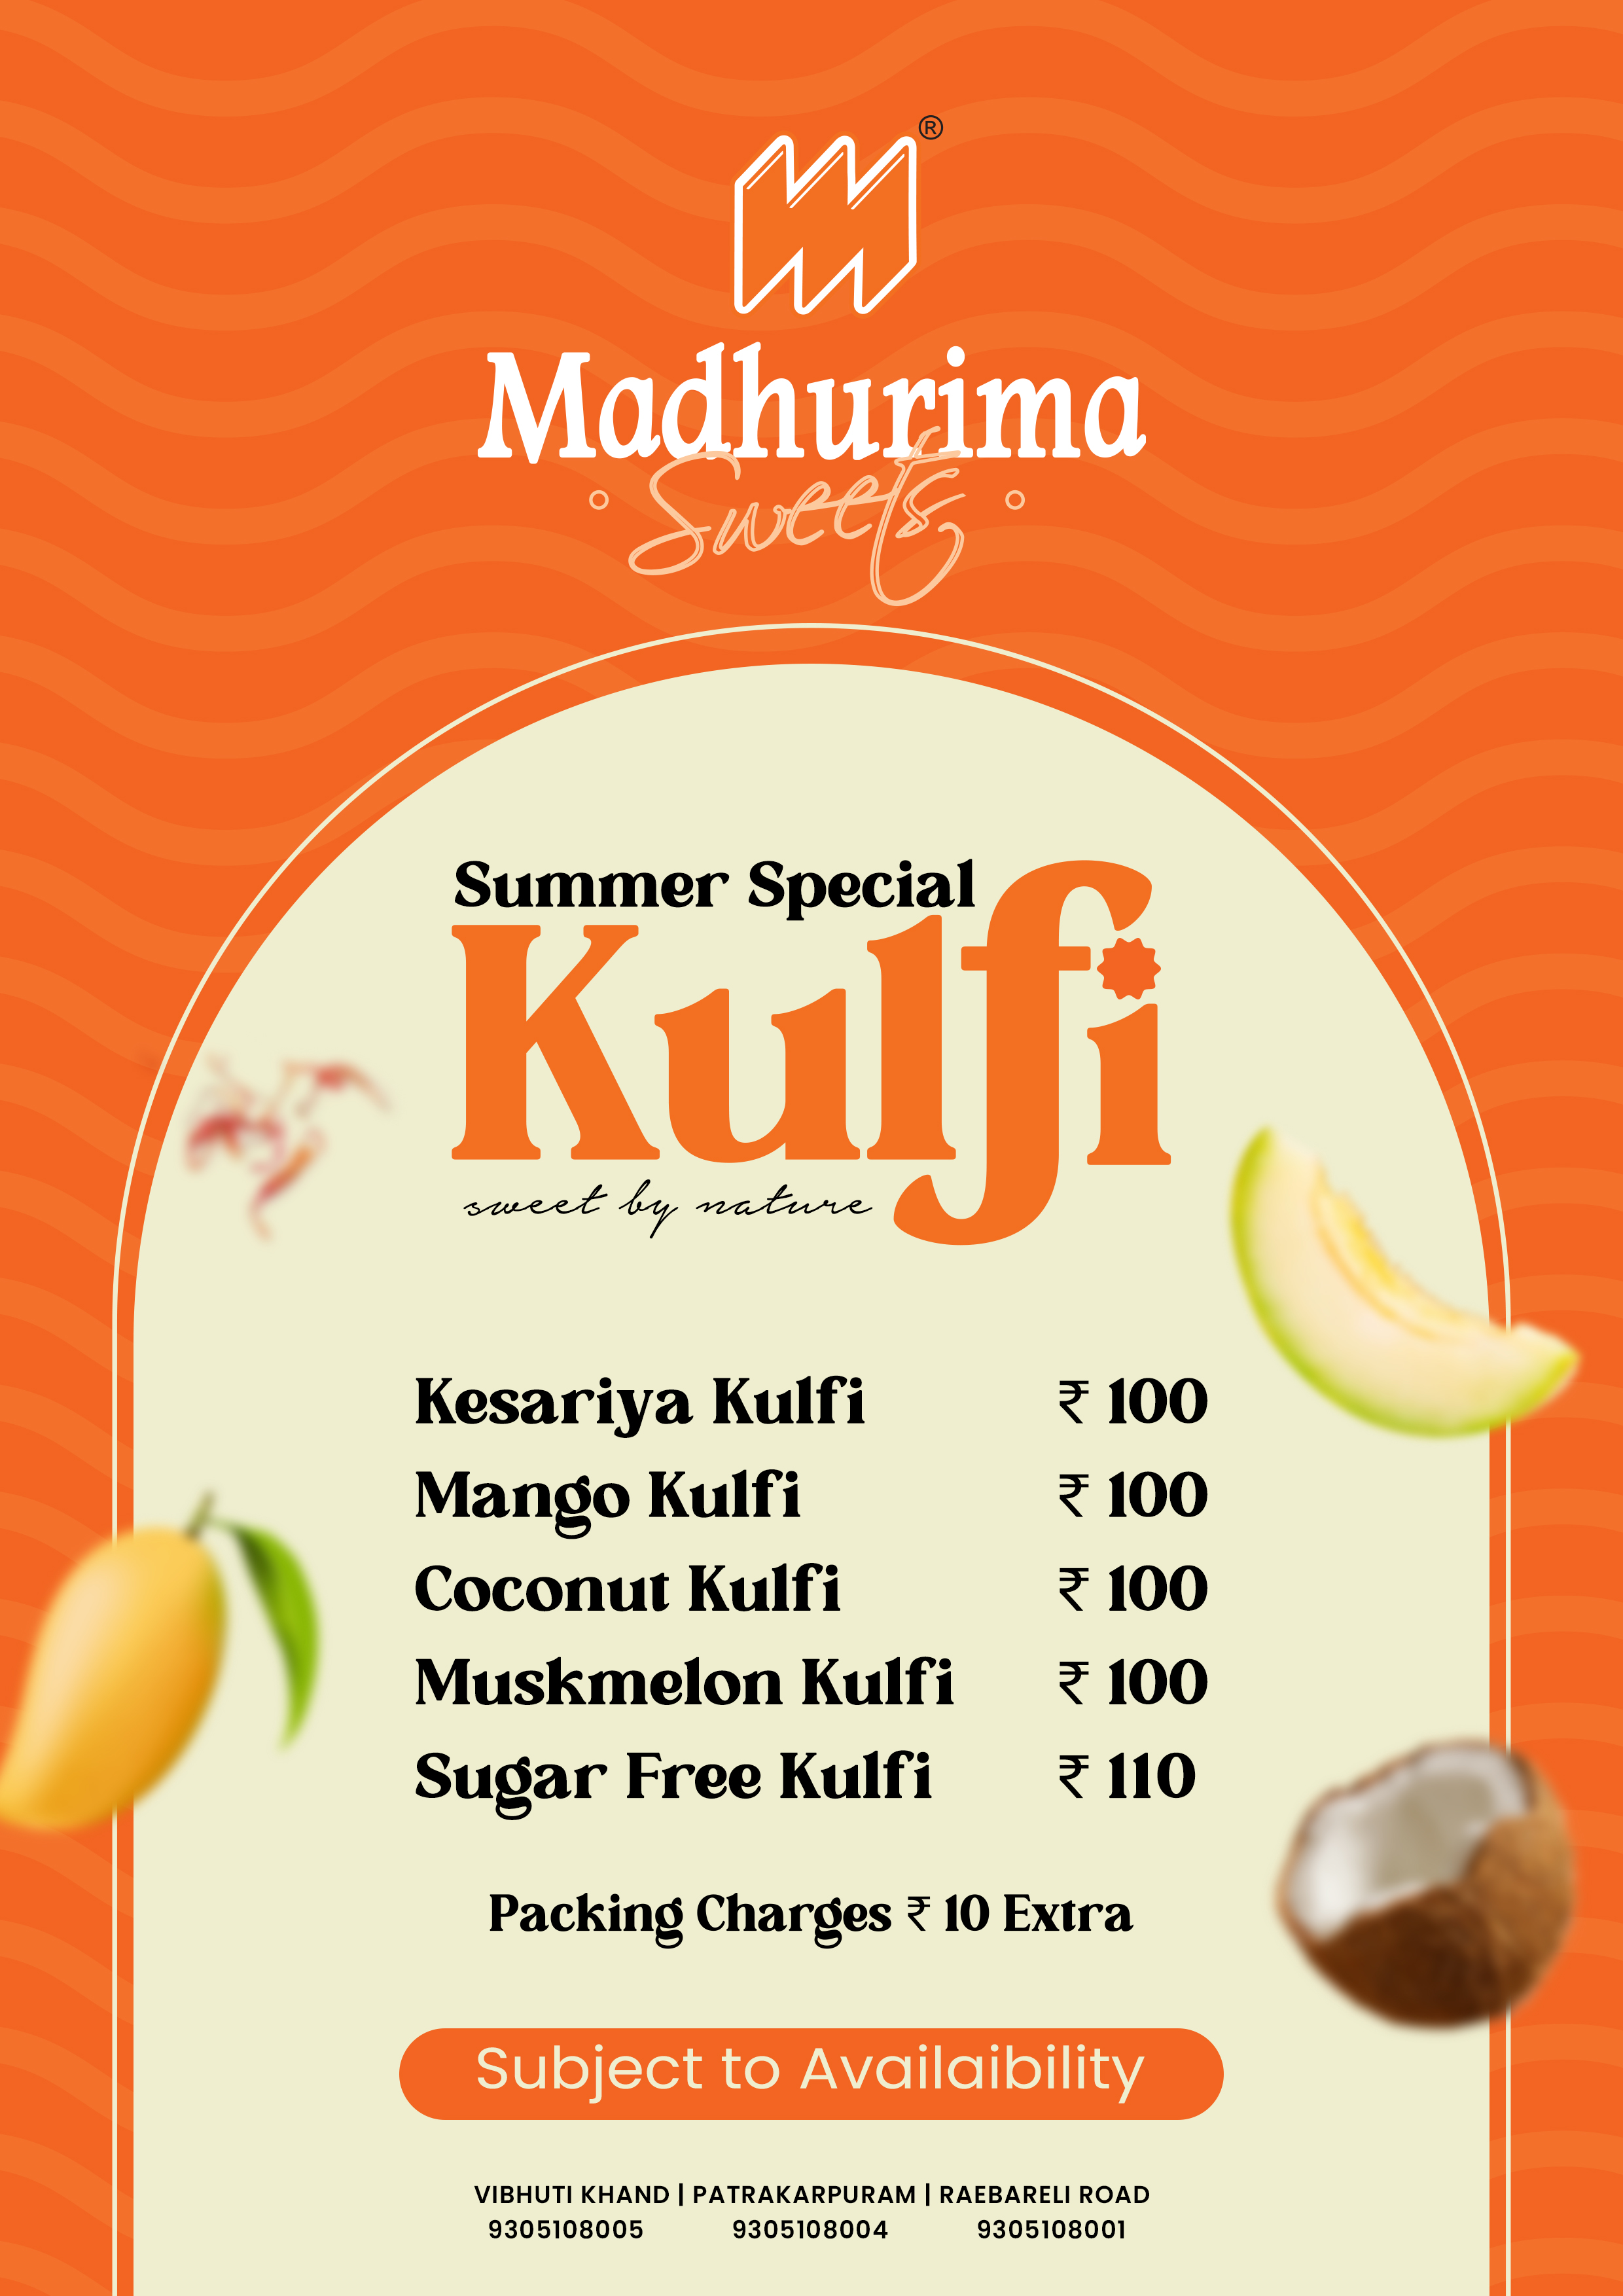 ®
Madhurima
Sweets
Summer Special
Kulfi
sweet by nature
Kesariya Kulfi ₹ 100
Mango Kulfi ₹ 100
Coconut Kulfi ₹ 100
Muskmelon Kulfi ₹ 100
Sugar Free Kulfi ₹ 110
Packing Charges ₹ 10 Extra
Subject to Availaibility
VIBHUTI KHAND | PATRAKARPURAM | RAEBARELI ROAD
9305108005 9305108004 9305108001